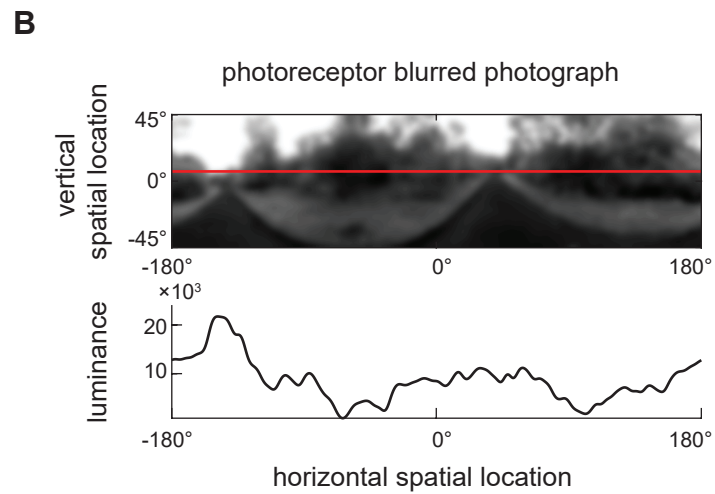 B
photoreceptor blurred photograph
vertical
spatial location
45°
0°
-45°
-180° 0° 180°
×10³
luminance
20
10
-180° 0° 180°
horizontal spatial location